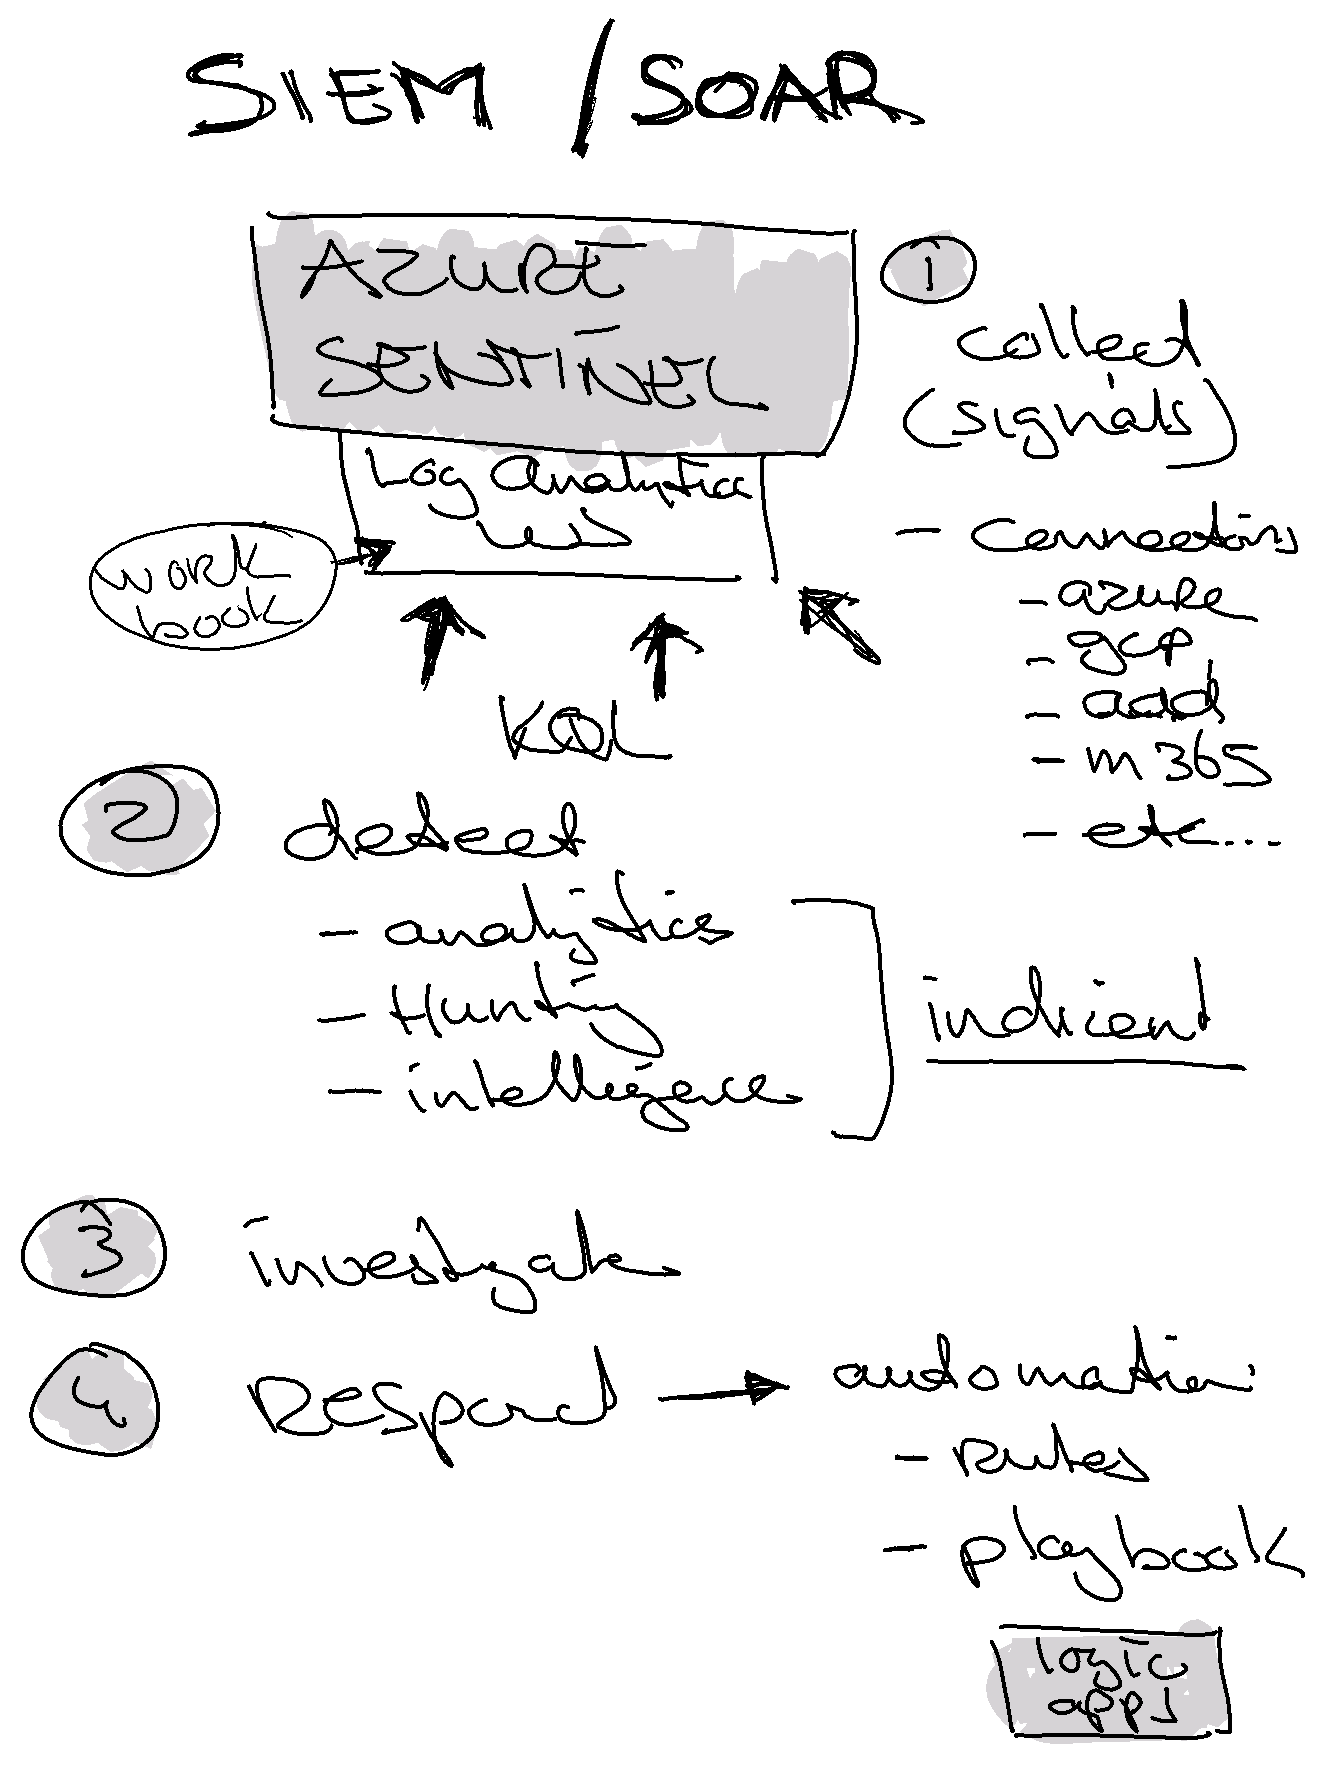 SIEM / SOAR
AZURE
SENTINEL
Log Analytics
WS
work
book
KQL
1
collect
(signals)
- connectors
- azure
- gcp
- aad
- m365
- etc...
2
detect
- analytics
- Hunting
- intelligence
incident
3
investigate
4
Respond
automation:
- Rules
- playbook
logic
apps